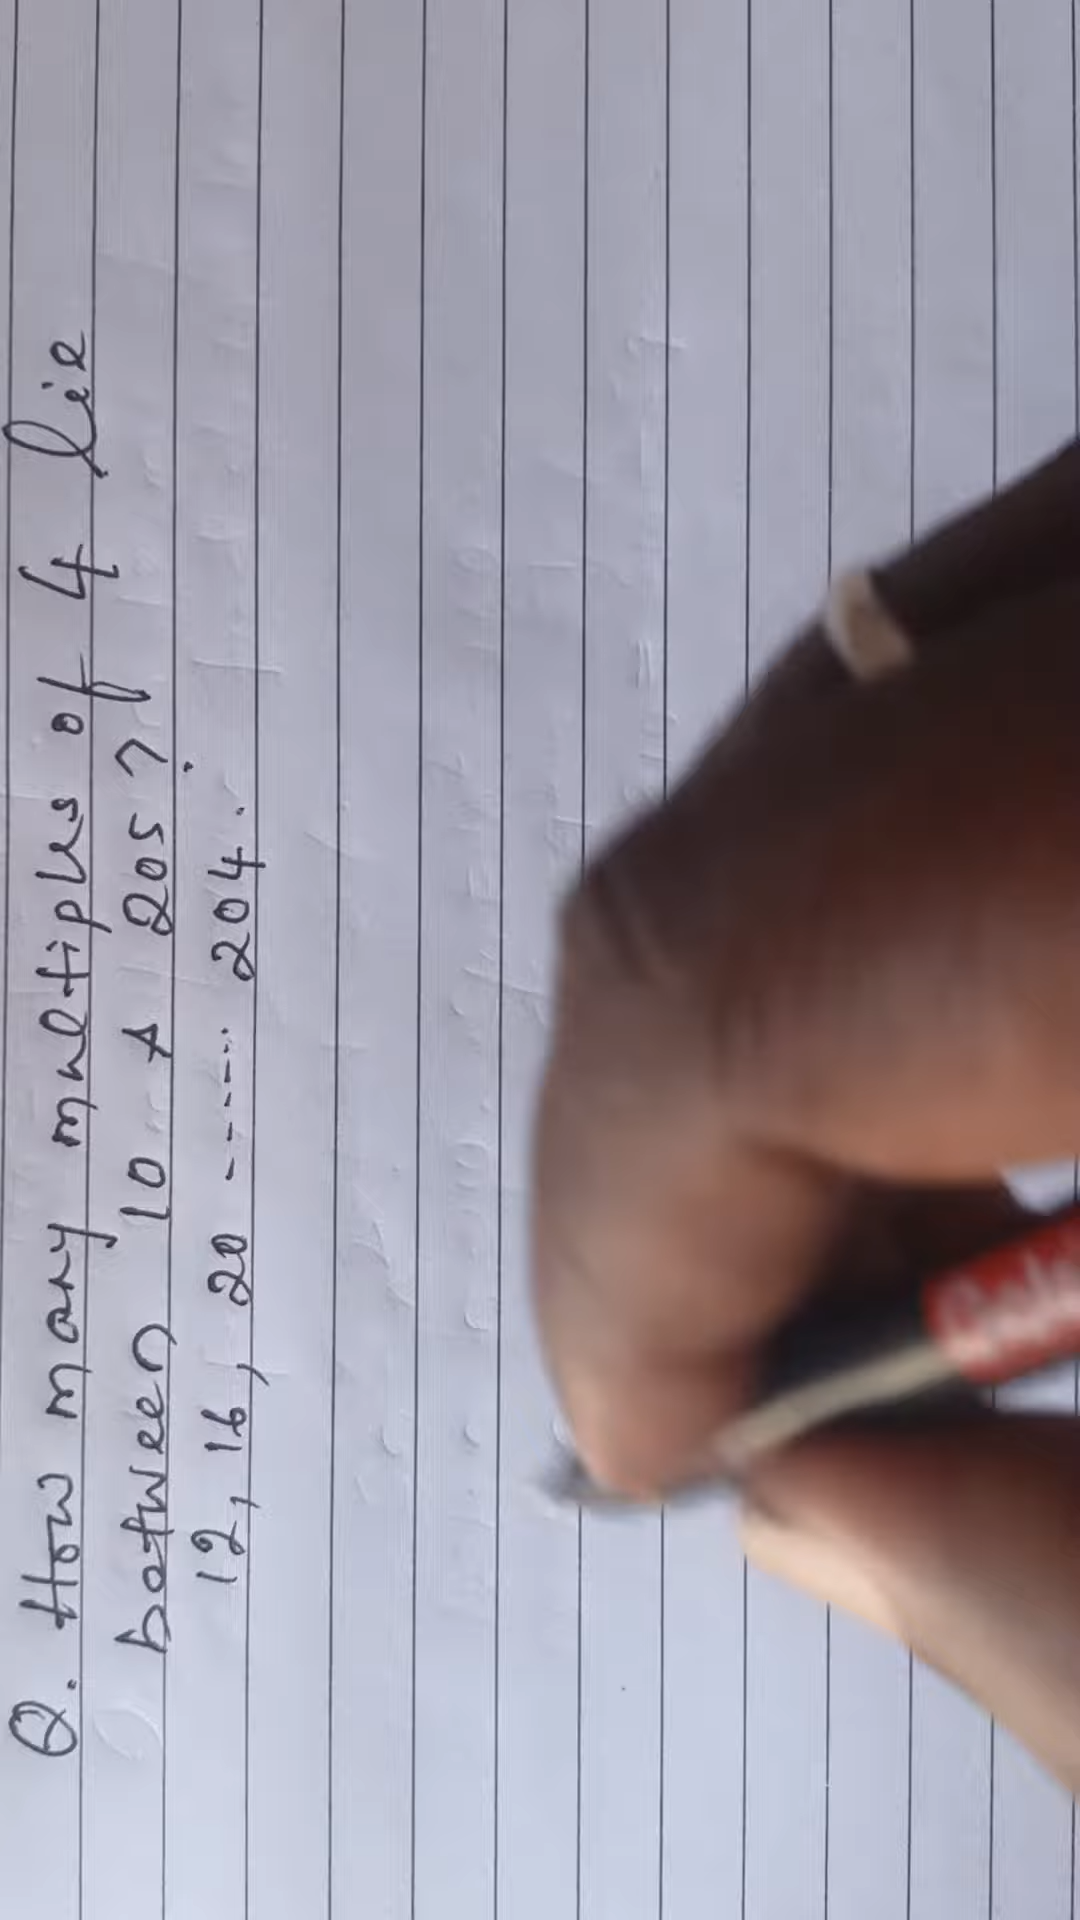 Q. How many multiples of 4 lie
between 10 & 205?
12, 16, 20 ----- 204.